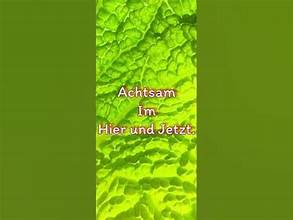 Achtsam
Im
Hier und Jetzt.